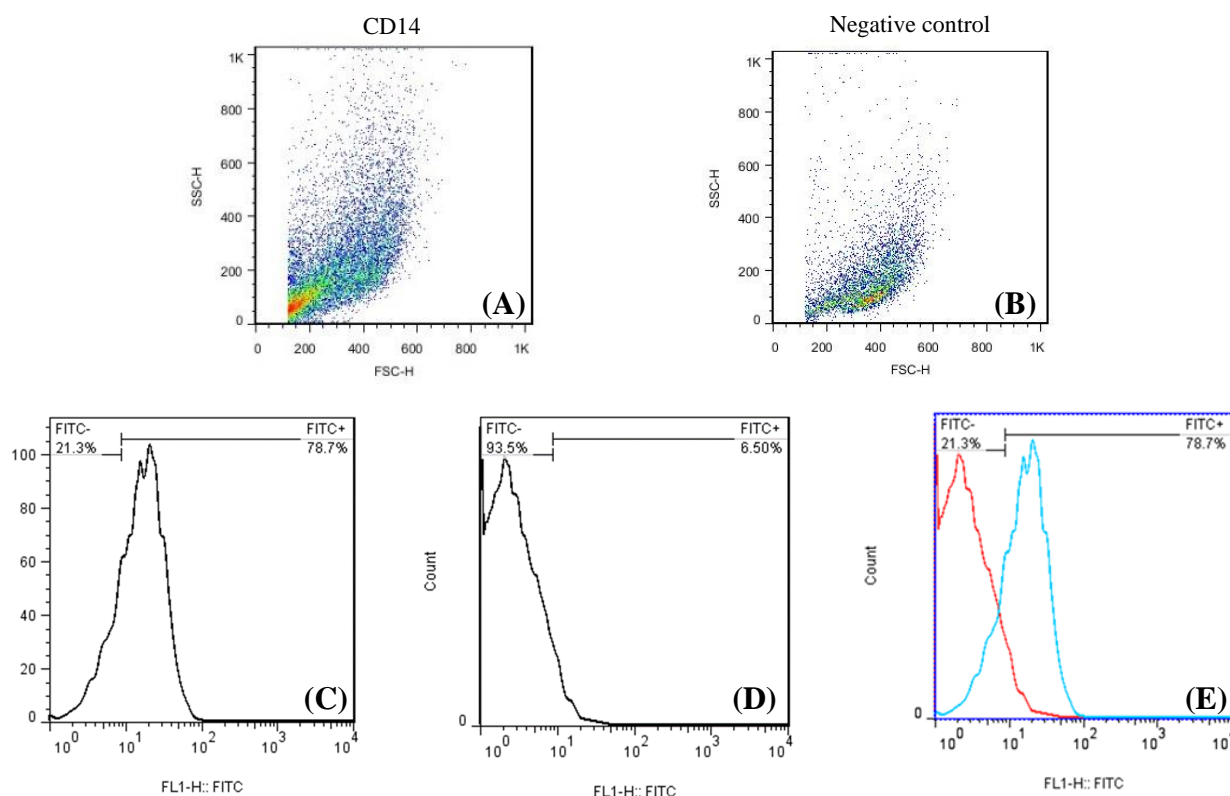 CD14
Negative control
1K
800
600
400
200
0
SSC-H
(A)
0 200 400 600 800 1K
FSC-H
1K
800
600
400
200
0
SSC-H
(B)
0 200 400 600 800 1K
FSC-H
FITC- FITC+
21.3% 78.7%
100
80
60
40
20
0
(C)
10^0 10^1 10^2 10^3 10^4
FL1-H:: FITC
FITC- FITC+
93.5% 6.50%
Count
0
(D)
10^0 10^1 10^2 10^3 10^4
FL1-H:: FITC
FITC- FITC+
21.3% 78.7%
Count
0
(E)
10^0 10^1 10^2 10^3
FL1-H:: FITC